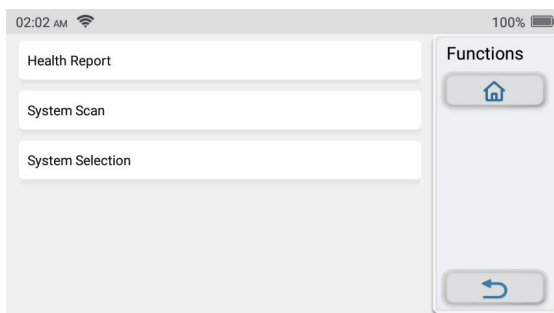 02:02 AM
100%
Functions
Health Report
System Scan
System Selection